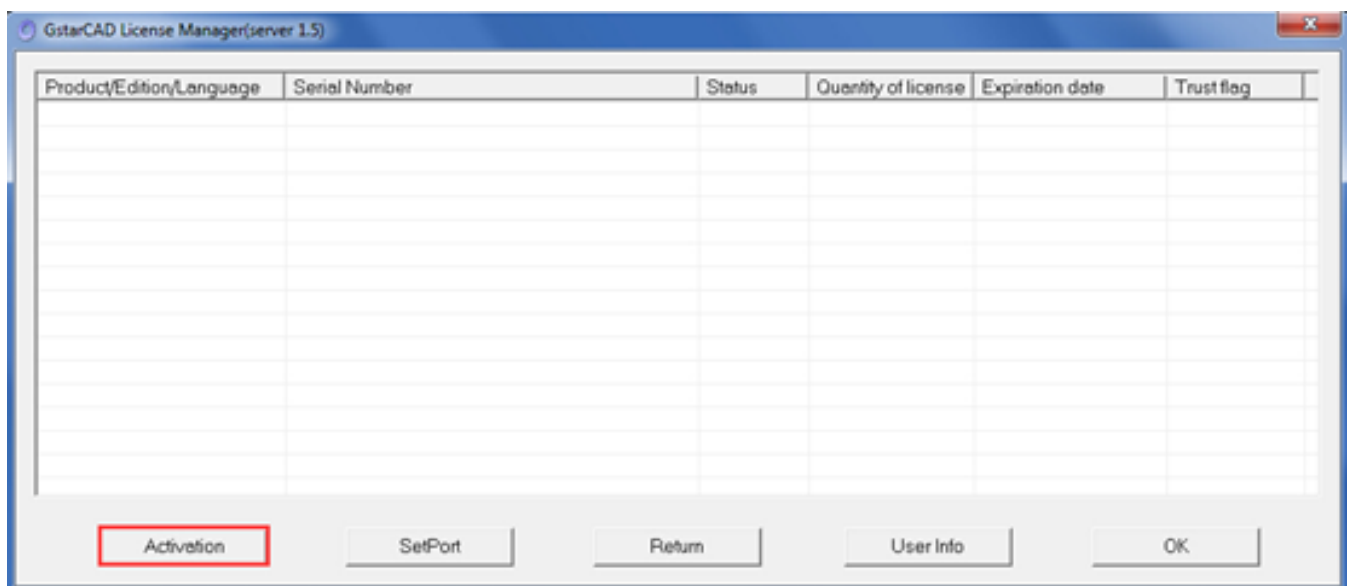 GstarCAD License Manager(server 1.5)
Product/Edition/Language Serial Number Status Quantity of license Expiration date Trust flag
Activation SetPort Return User Info OK